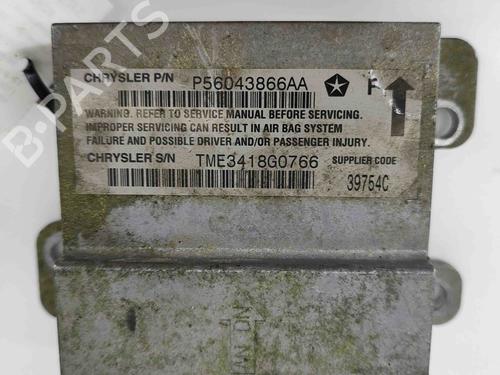 CHRYSLER P/N P56043866AA F
WARNING. REFER TO SERVICE MANUAL BEFORE SERVICING.
IMPROPER SERVICING CAN RESULT IN AIR BAG SYSTEM
FAILURE AND POSSIBLE DRIVER AND/OR PASSENGER INJURY.
CHRYSLER S/N TME3418G0766 SUPPLIER CODE
39754C